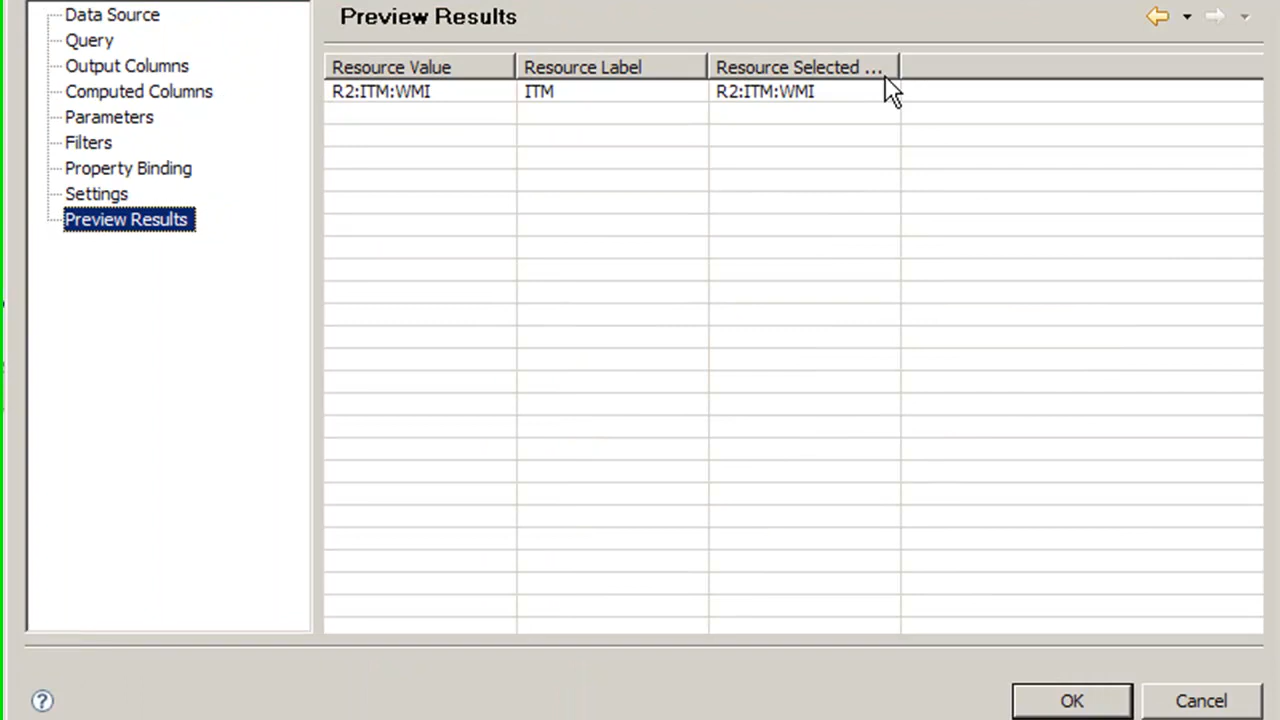 Data Source
Query
Output Columns
Computed Columns
Parameters
Filters
Property Binding
Settings
Preview Results
Preview Results
Resource Value Resource Label Resource Selected ...
R2:ITM:WMI ITM R2:ITM:WMI
?
OK Cancel